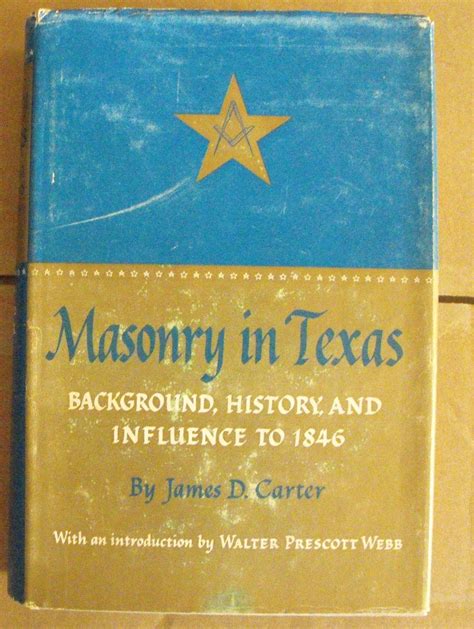 Masonry in Texas
BACKGROUND, HISTORY, AND
INFLUENCE TO 1846
By James D. Carter
With an introduction by WALTER PRESCOTT WEBB